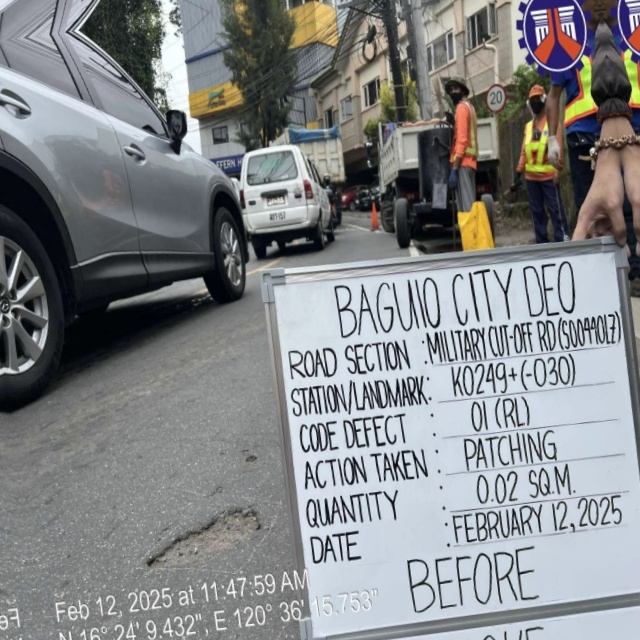 20
EFFERN
BAGUIO CITY DEO
ROAD SECTION : MILITARY CUT-OFF RD (S00440LZ)
STATION/LANDMARK: K0249+(-030)
CODE DEFECT : 01 (RL)
ACTION TAKEN : PATCHING
QUANTITY : 0.02 SQ.M.
DATE : FEBRUARY 12, 2025
BEFORE
Feb 12, 2025 at 11:47:59 AM
N 16° 24' 9.432", E 120° 36' 15.753"